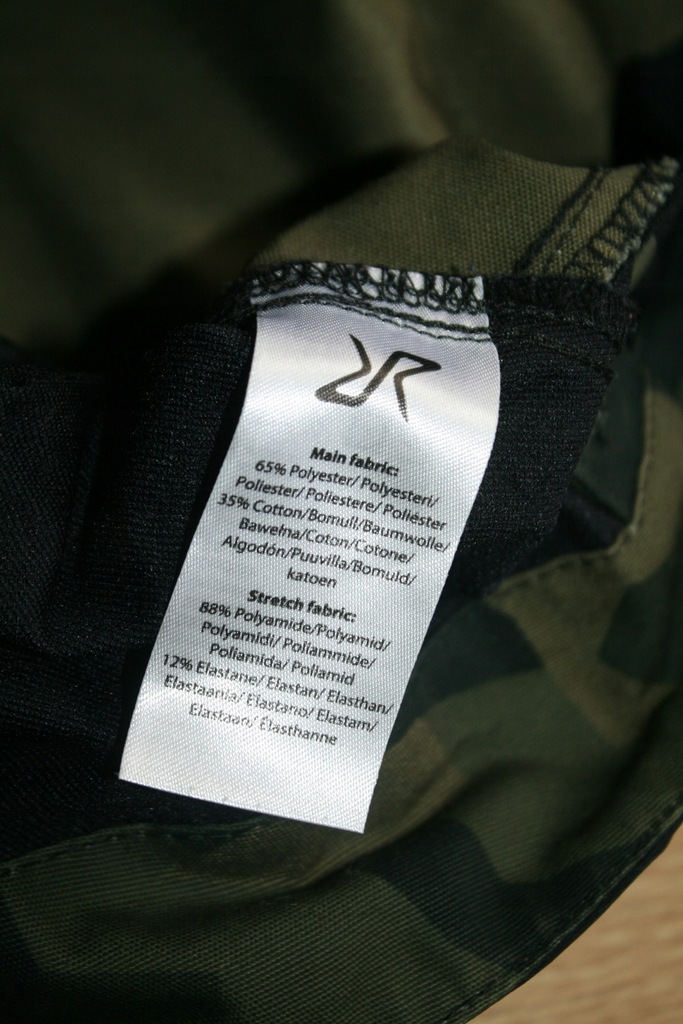 Main fabric:
65% Polyester/ Polyesteri/
Poliester/ Poliestere/ Poliéster
35% Cotton/Bomull/Baumwolle/
Bawełna/Coton/Cotone/
Algodón/Puuvilla/Bomuld/
katoen
Stretch fabric:
88% Polyamide/Polyamid/
Polyamidi/ Poliammide/
Poliamida/ Poliamid
12% Elastane/ Elastan/ Elasthan/
Elastaania/ Elastano/ Elastam/
Elastaan/ Élasthanne